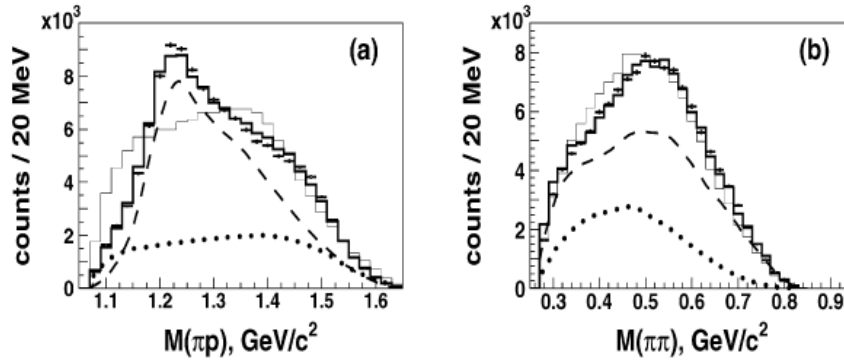 x10³ x10³
(a) (b)
counts / 20 MeV
8
6
4
2
0
1.1 1.2 1.3 1.4 1.5 1.6
M(πp), GeV/c²
counts / 20 MeV
8
6
4
2
0
0.3 0.4 0.5 0.6 0.7 0.8 0.9
M(ππ), GeV/c²